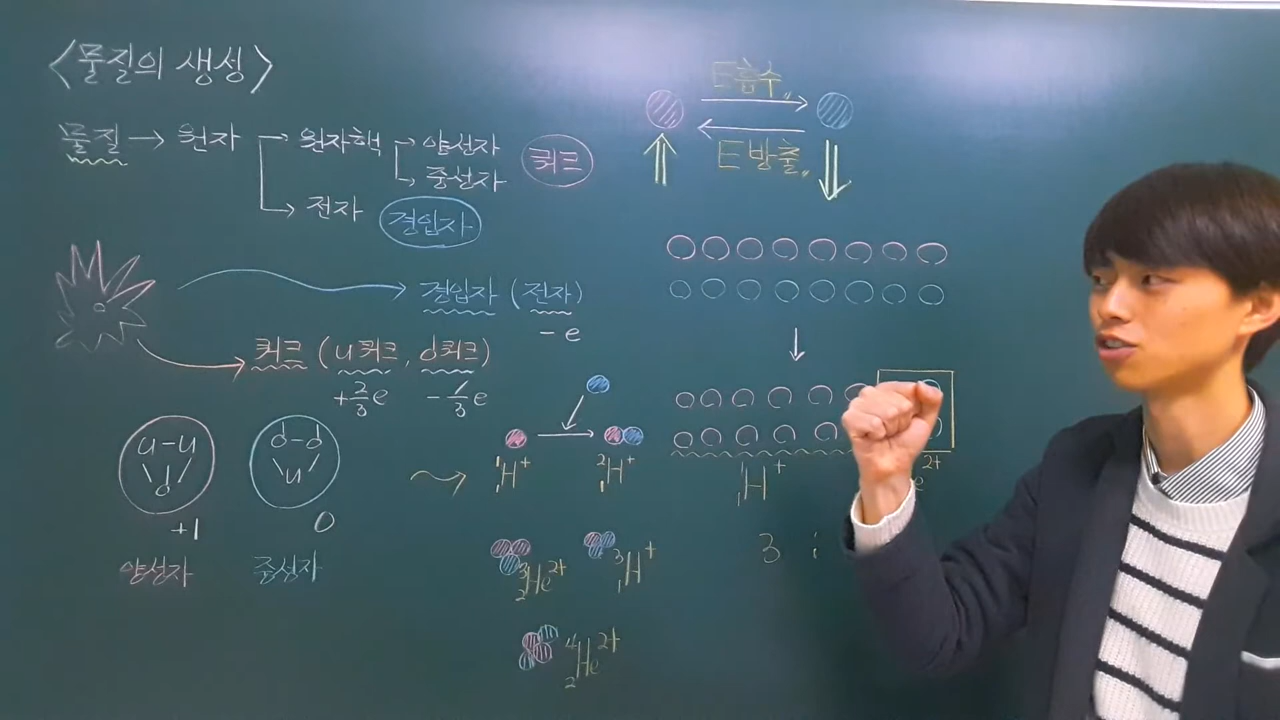 <물질의 생성>
물질 → 원자 → 원자핵 → 양성자
→ 중성자
쿼크
→ 전자
경입자
경입자 (전자)
- e
쿼크 (u쿼크, d쿼크)
+2/3e -1/3e
u-u
d
+1
양성자
d-d
u
0
중성자
¹₁H⁺
²₁H⁺
³₂He²⁺
³₁H⁺
⁴₂He²⁺
E흡수
E방출
¹₁H⁺
e²⁺
3 :